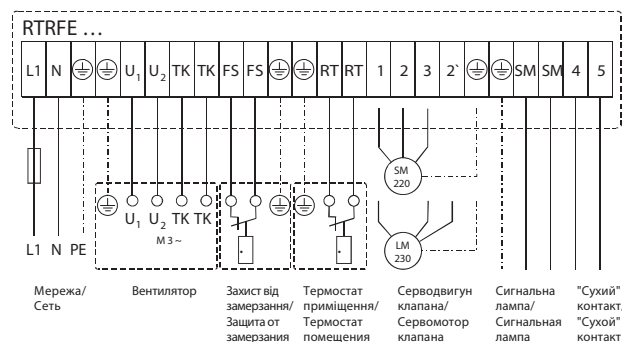 RTRFE ...
L1 N U1 U2 TK TK FS FS RT RT 1 2 3 2` SM SM 4 5
SM
220
U1 U2 TK TK
M 3 ~
LM
230
L1 N PE
Мережа/
Сеть
Вентилятор
Захист від
замерзання/
Защита от
замерзания
Термостат
приміщення/
Термостат
помещения
Серводвигун
клапана/
Сервомотор
клапана
Сигнальна
лампа/
Сигнальная
лампа
"Сухий"
контакт/
"Сухой"
контакт